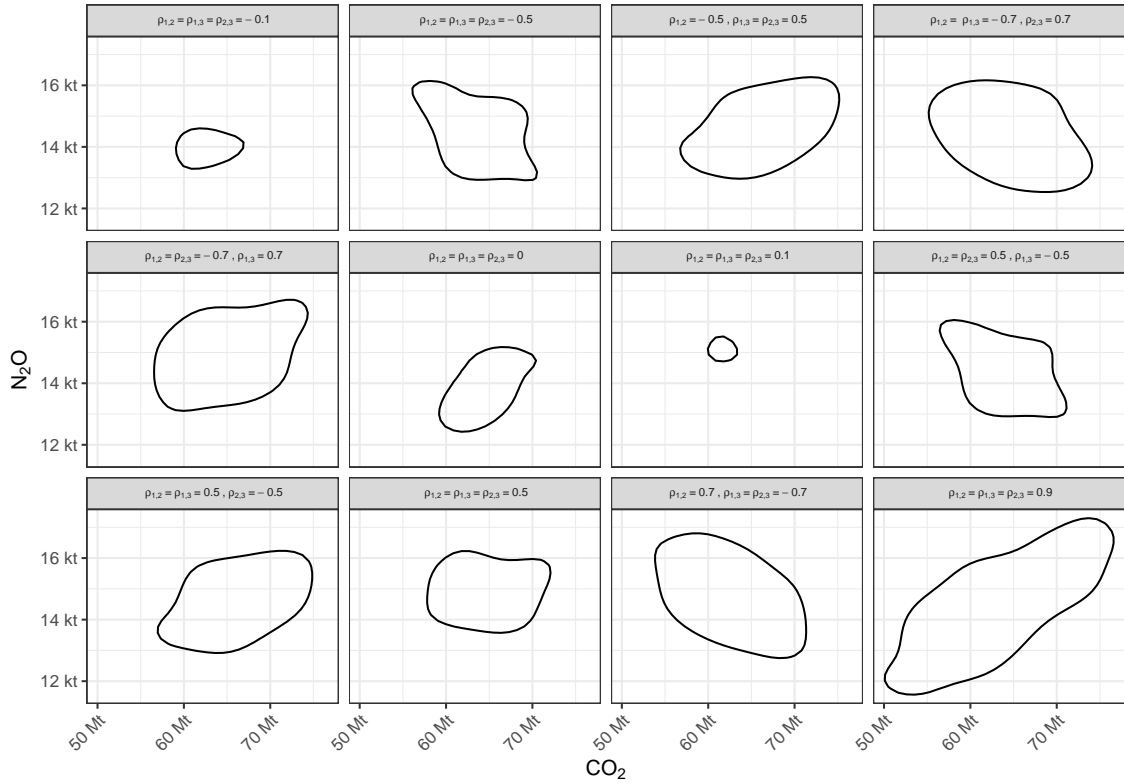 ρ1,2 = ρ1,3 = ρ2,3 = − 0.1
ρ1,2 = ρ1,3 = ρ2,3 = − 0.5
ρ1,2 = − 0.5 , ρ1,3 = ρ2,3 = 0.5
ρ1,2 = ρ1,3 = − 0.7 , ρ2,3 = 0.7
16 kt
14 kt
12 kt
ρ1,2 = ρ2,3 = − 0.7 , ρ1,3 = 0.7
ρ1,2 = ρ1,3 = ρ2,3 = 0
ρ1,2 = ρ1,3 = ρ2,3 = 0.1
ρ1,2 = ρ2,3 = 0.5 , ρ1,3 = − 0.5
16 kt
14 kt
12 kt
N2O
ρ1,2 = ρ1,3 = 0.5 , ρ2,3 = − 0.5
ρ1,2 = ρ1,3 = ρ2,3 = 0.5
ρ1,2 = 0.7 , ρ1,3 = ρ2,3 = − 0.7
ρ1,2 = ρ1,3 = ρ2,3 = 0.9
16 kt
14 kt
12 kt
50 Mt 60 Mt 70 Mt 50 Mt 60 Mt 70 Mt 50 Mt 60 Mt 70 Mt 50 Mt 60 Mt 70 Mt
CO2